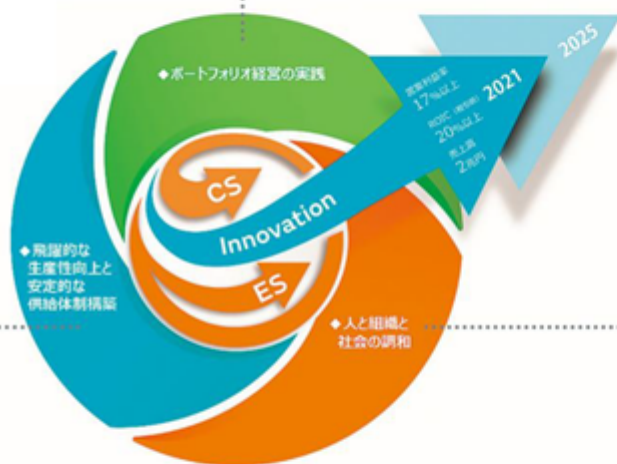 ◆ポートフォリオ経営の実践
2025
2021
営業利益率
17%以上
ROIC（税引前）
20%以上
売上高
2兆円
CS
Innovation
ES
◆飛躍的な
生産性向上と
安定的な
供給体制構築
◆人と組織と
社会の調和